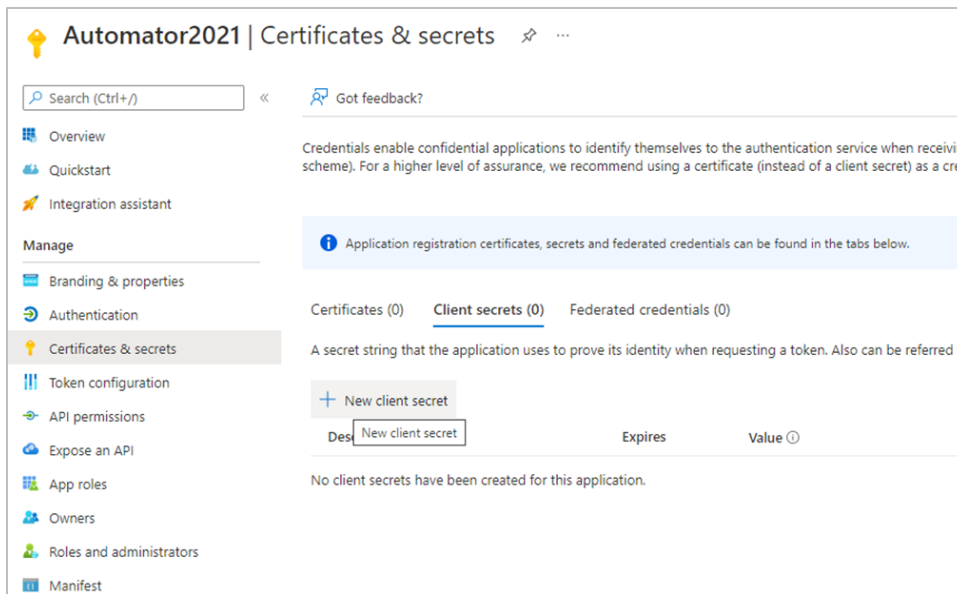 Automator2021 | Certificates & secrets
Search (Ctrl+/)
Overview
Quickstart
Integration assistant
Manage
Branding & properties
Authentication
Certificates & secrets
Token configuration
API permissions
Expose an API
App roles
Owners
Roles and administrators
Manifest
Got feedback?
Credentials enable confidential applications to identify themselves to the authentication service when
scheme). For a higher level of assurance, we recommend using a certificate (instead of a client secret) as a
Application registration certificates, secrets and federated credentials can be found in the tabs below.
Certificates (0) Client secrets (0) Federated credentials (0)
A secret string that the application uses to prove its identity when requesting a token. Also can be referred
New client secret
New client secret
Expires Value
No client secrets have been created for this application.